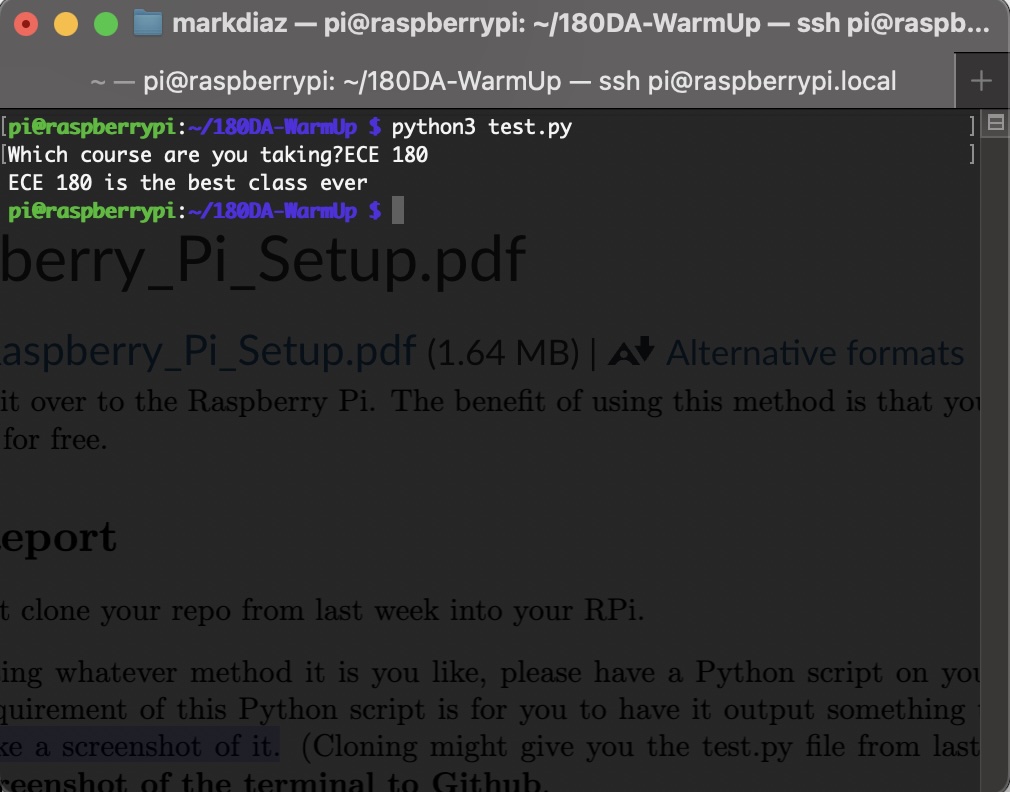 markdiaz — pi@raspberrypi: ~/180DA-WarmUp — ssh pi@raspb...
~ — pi@raspberrypi: ~/180DA-WarmUp — ssh pi@raspberrypi.local
[pi@raspberrypi:~/180DA-WarmUp $ python3 test.py ]
[Which course are you taking?ECE 180 ]
ECE 180 is the best class ever
pi@raspberrypi:~/180DA-WarmUp $
berry_Pi_Setup.pdf
aspberry_Pi_Setup.pdf (1.64 MB) | Alternative formats
it over to the Raspberry Pi. The benefit of using this method is that you
for free.
eport
t clone your repo from last week into your RPi.
ing whatever method it is you like, please have a Python script on you
quirement of this Python script is for you to have it output something
ke a screenshot of it. (Cloning might give you the test.py file from last
reenshot of the terminal to Github.